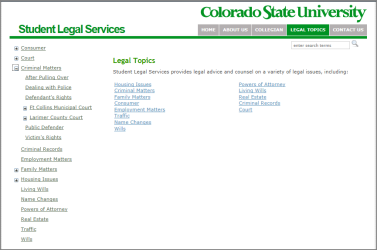 Colorado State University
Student Legal Services
HOME ABOUT US COLLEGIAN LEGAL TOPICS CONTACT US
enter search terms
Consumer
Court
Criminal Matters
After Pulling Over
Dealing with Police
Defendant's Rights
Ft Collins Municipal Court
Larimer County Court
Public Defender
Victim's Rights
Criminal Records
Employment Matters
Family Matters
Housing Issues
Living Wills
Name Changes
Powers of Attorney
Real Estate
Traffic
Wills
Legal Topics
Student Legal Services provides legal advice and counsel on a variety of legal issues, including:
Housing Issues
Criminal Matters
Family Matters
Consumer
Employment Matters
Traffic
Name Changes
Wills
Powers of Attorney
Living Wills
Real Estate
Criminal Records
Court